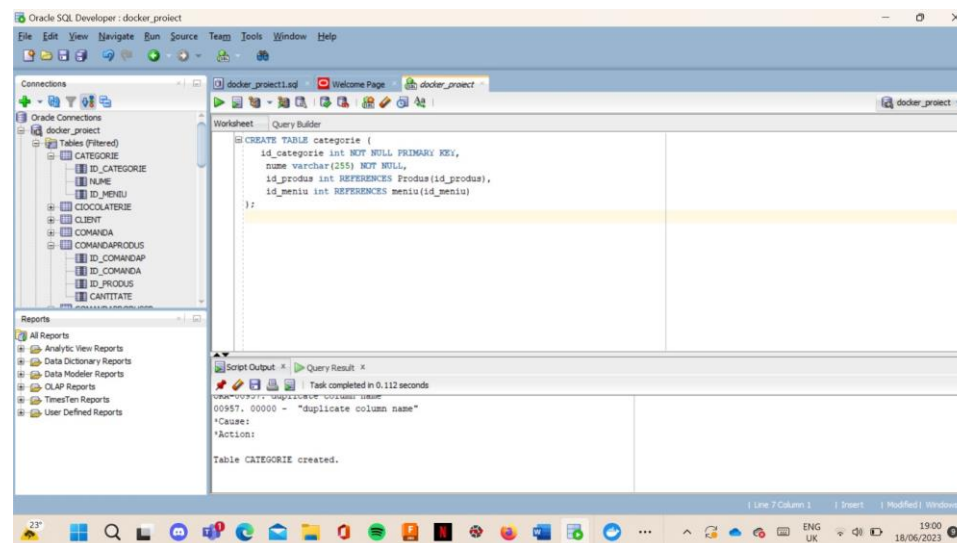 Oracle SQL Developer : docker_proiect
File Edit View Navigate Run Source Team Tools Window Help
Connections
docker_proiect1.sql Welcome Page docker_proiect
docker_proiect
Oracle Connections
docker_proiect
Tables (Filtered)
CATEGORIE
ID_CATEGORIE
NUME
ID_MENIU
CIOCOLATERIE
CLIENT
COMANDA
COMANDAPRODUS
ID_COMANDAP
ID_COMANDA
ID_PRODUS
CANTITATE
Worksheet Query Builder
CREATE TABLE categorie (
id_categorie int NOT NULL PRIMARY KEY,
nume varchar(255) NOT NULL,
id_produs int REFERENCES Produs(id_produs),
id_meniu int REFERENCES meniu(id_meniu)
);
Reports
All Reports
Analytic View Reports
Data Dictionary Reports
Data Modeler Reports
OLAP Reports
TimesTen Reports
User Defined Reports
Script Output x Query Result x
Task completed in 0.112 seconds
ORA-00957: duplicate column name
00957. 00000 - "duplicate column name"
*Cause:
*Action:
Table CATEGORIE created.
Line 7 Column 1 Insert Modified Windows
23°
ENG
UK
19:00
18/06/2023